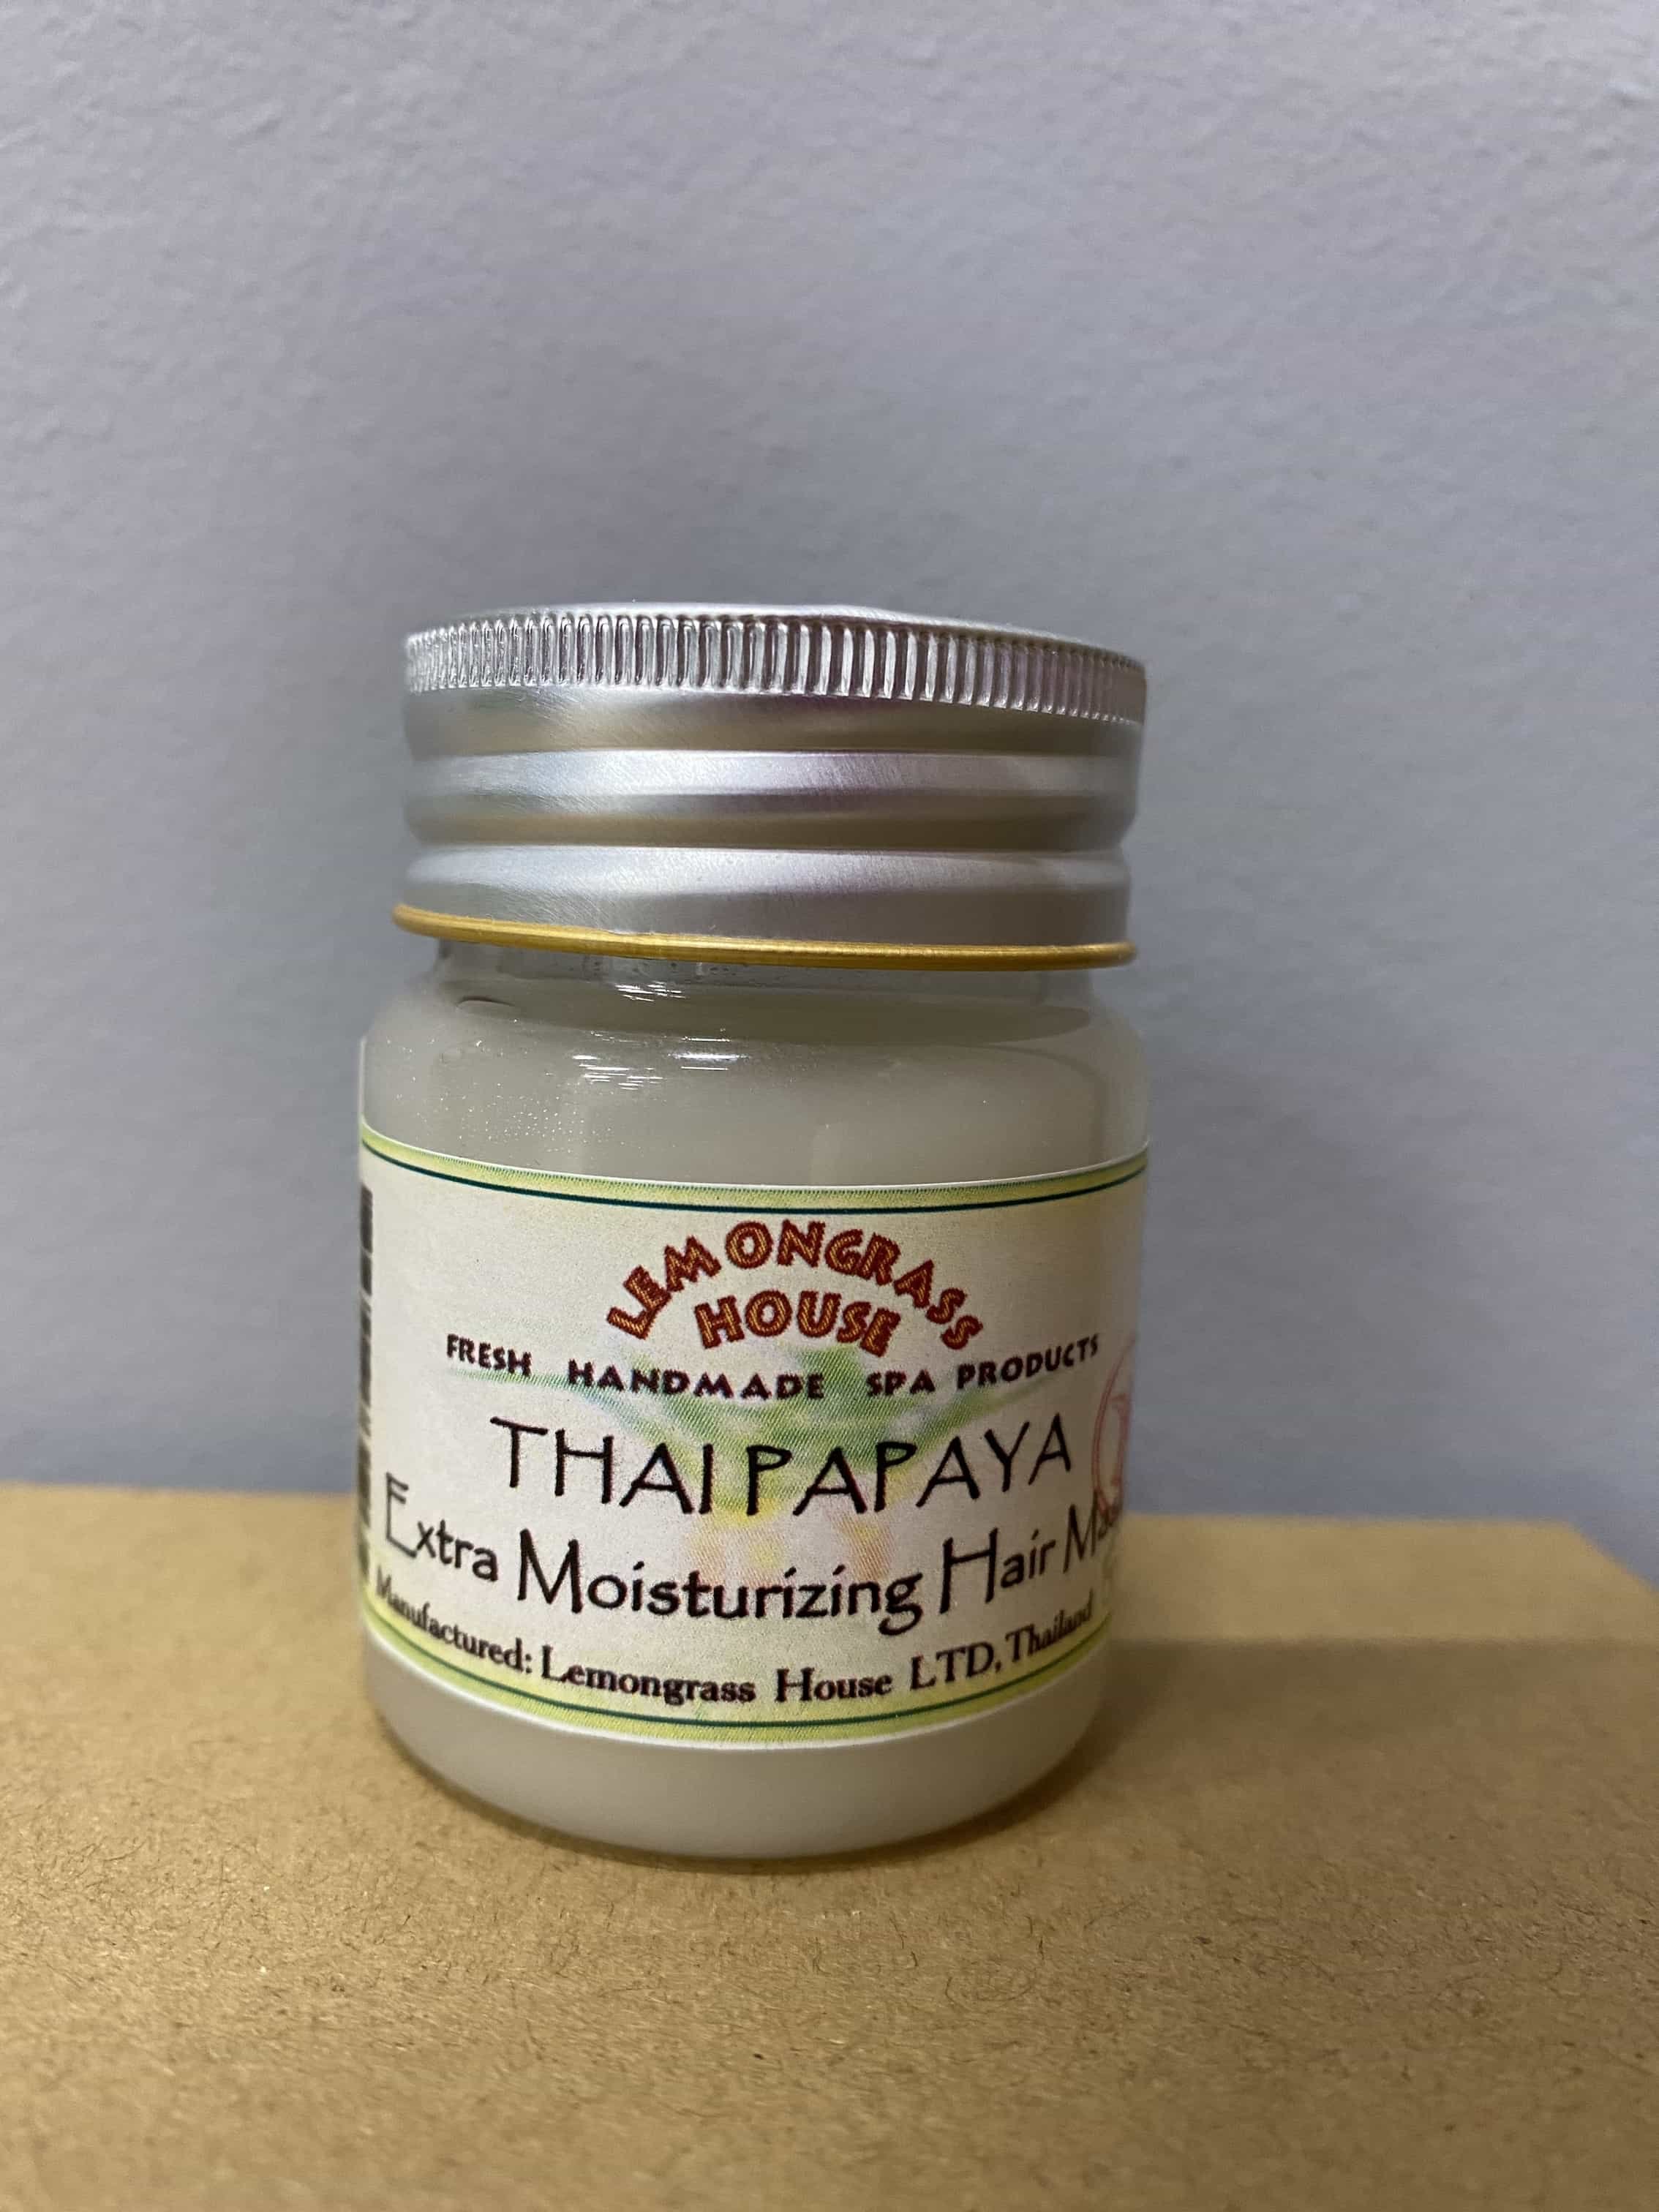 LEMONGRASS
HOUSE
FRESH HANDMADE SPA PRODUCTS
THAI PAPAYA
Extra Moisturizing Hair
Manufactured: Lemongrass House LTD, Thailand